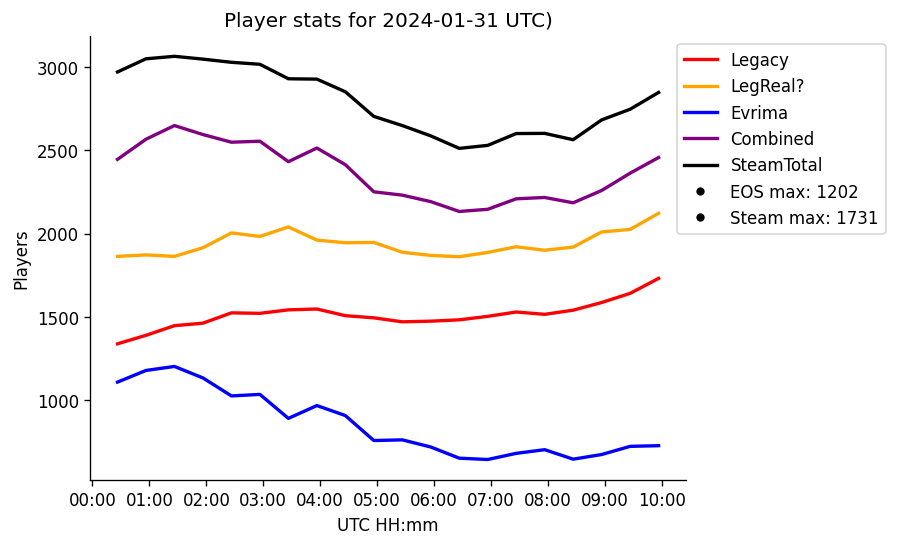 Player stats for 2024-01-31 UTC)
3000
2500
2000
1500
1000
Players
00:00 01:00 02:00 03:00 04:00 05:00 06:00 07:00 08:00 09:00 10:00
UTC HH:mm
Legacy
LegReal?
Evrima
Combined
SteamTotal
EOS max: 1202
Steam max: 1731